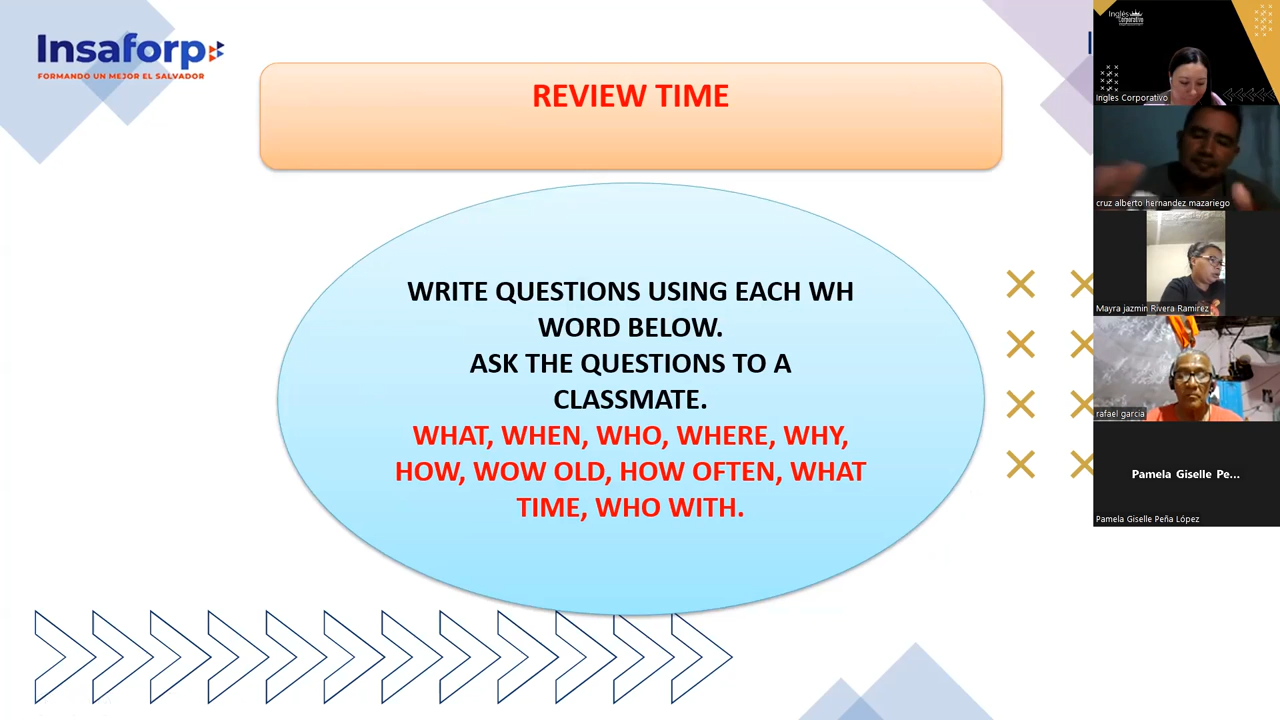 Insaforp
FORMANDO UN MEJOR EL SALVADOR
REVIEW TIME
WRITE QUESTIONS USING EACH WH
WORD BELOW.
ASK THE QUESTIONS TO A
CLASSMATE.
WHAT, WHEN, WHO, WHERE, WHY,
HOW, WOW OLD, HOW OFTEN, WHAT
TIME, WHO WITH.
Inglés
Corporativo
Ingles Corporativo
cruz alberto hernandez mazariego
Mayra jazmin Rivera Ramirez
rafael garcia
Pamela Giselle Pe...
Pamela Giselle Peña López